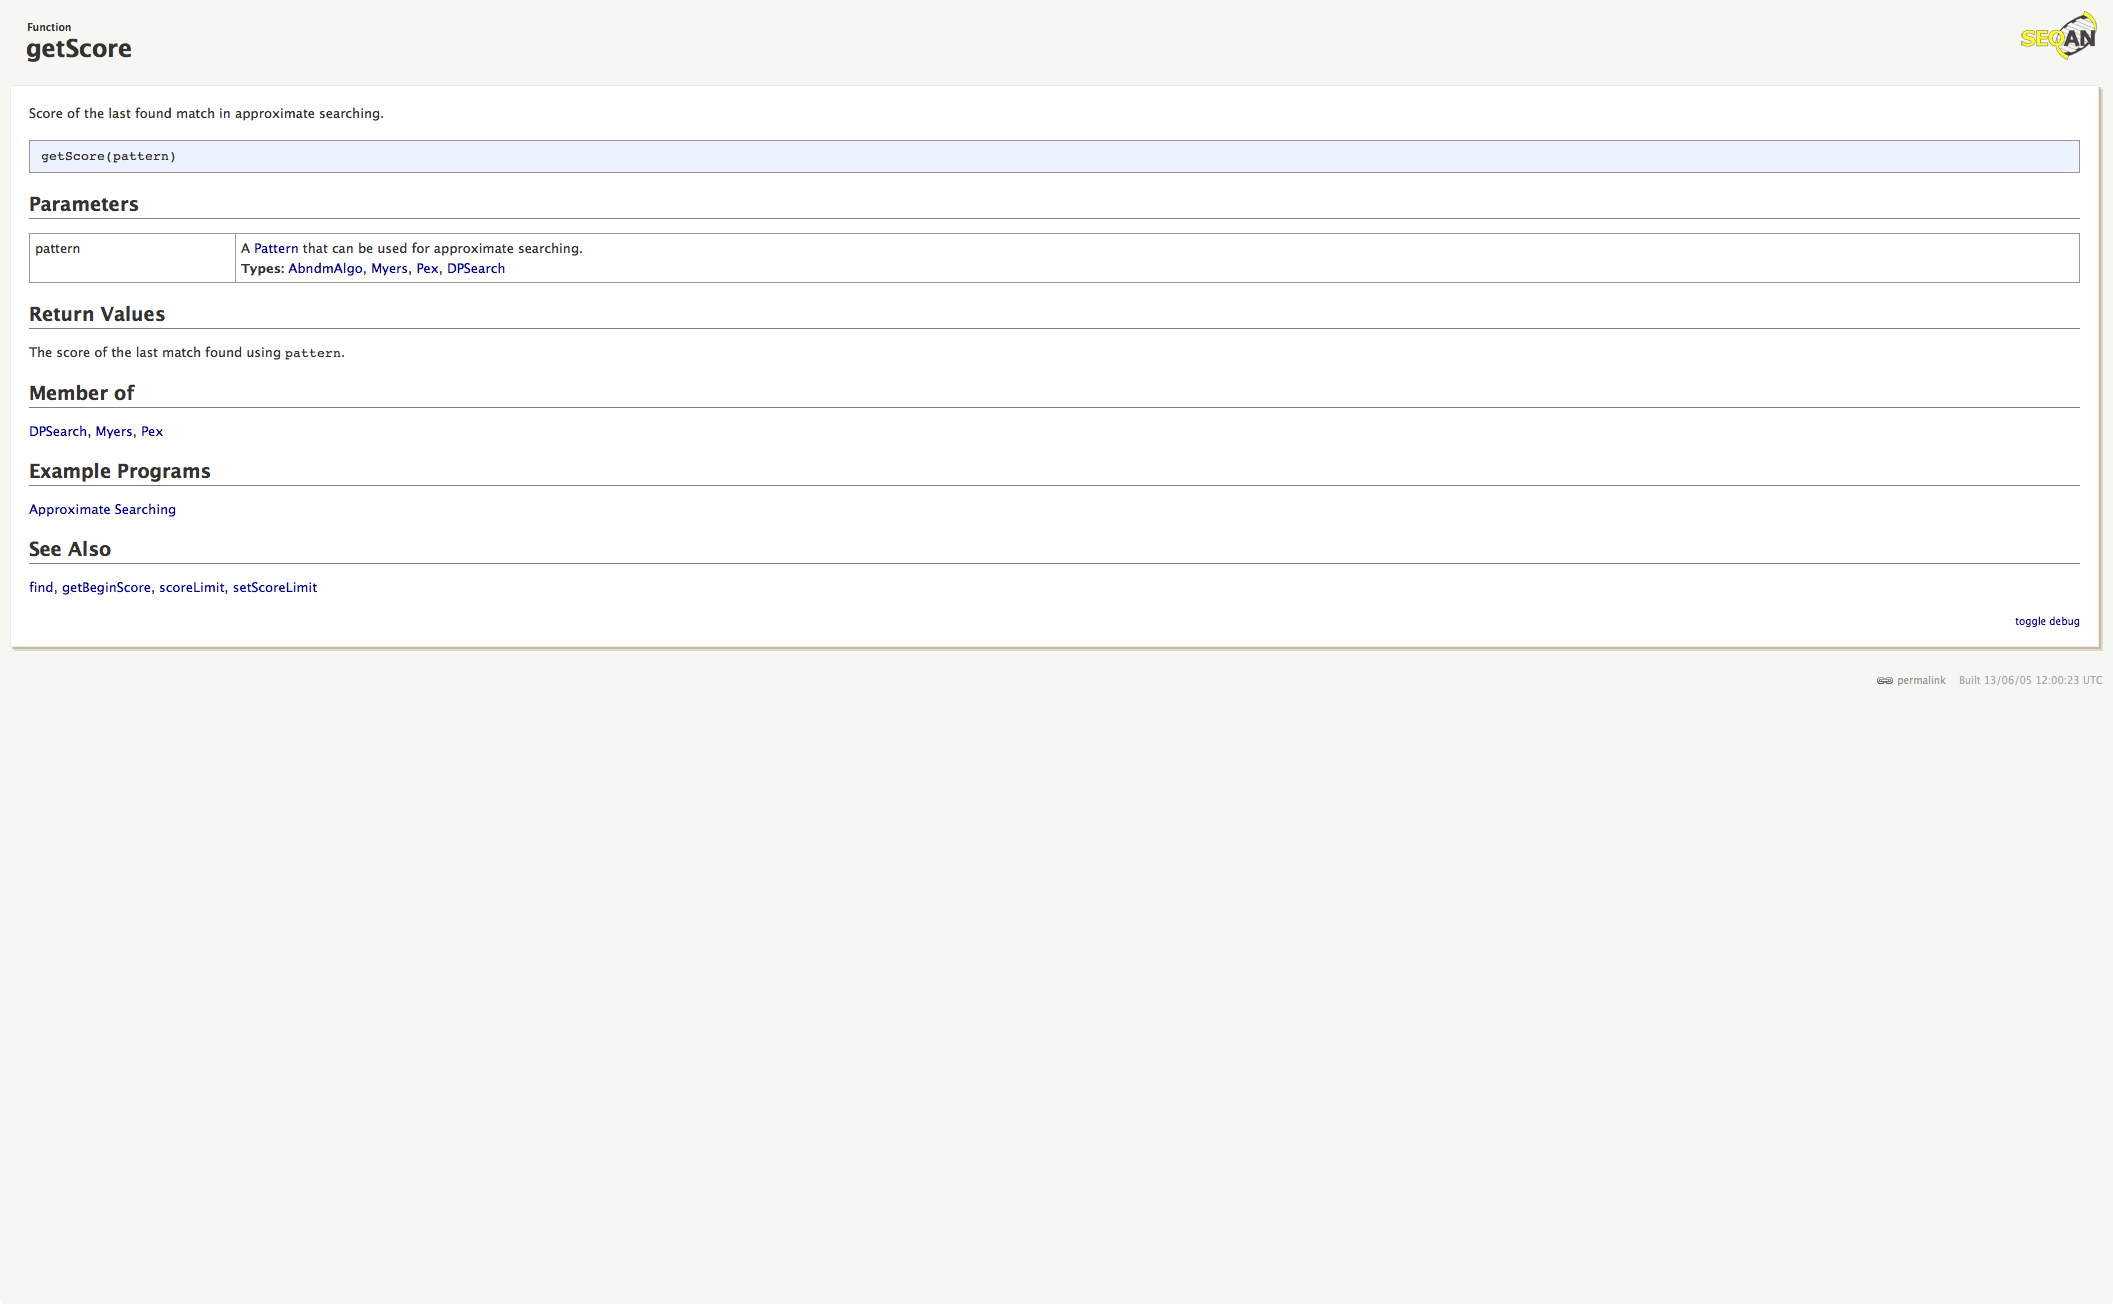 Function
getScore
SEQAN
Score of the last found match in approximate searching.
getScore(pattern)
Parameters
pattern
A Pattern that can be used for approximate searching.
Types: AbndmAlgo, Myers, Pex, DPSearch
Return Values
The score of the last match found using pattern.
Member of
DPSearch, Myers, Pex
Example Programs
Approximate Searching
See Also
find, getBeginScore, scoreLimit, setScoreLimit
toggle debug
permalink Built 13/06/05 12:00:23 UTC